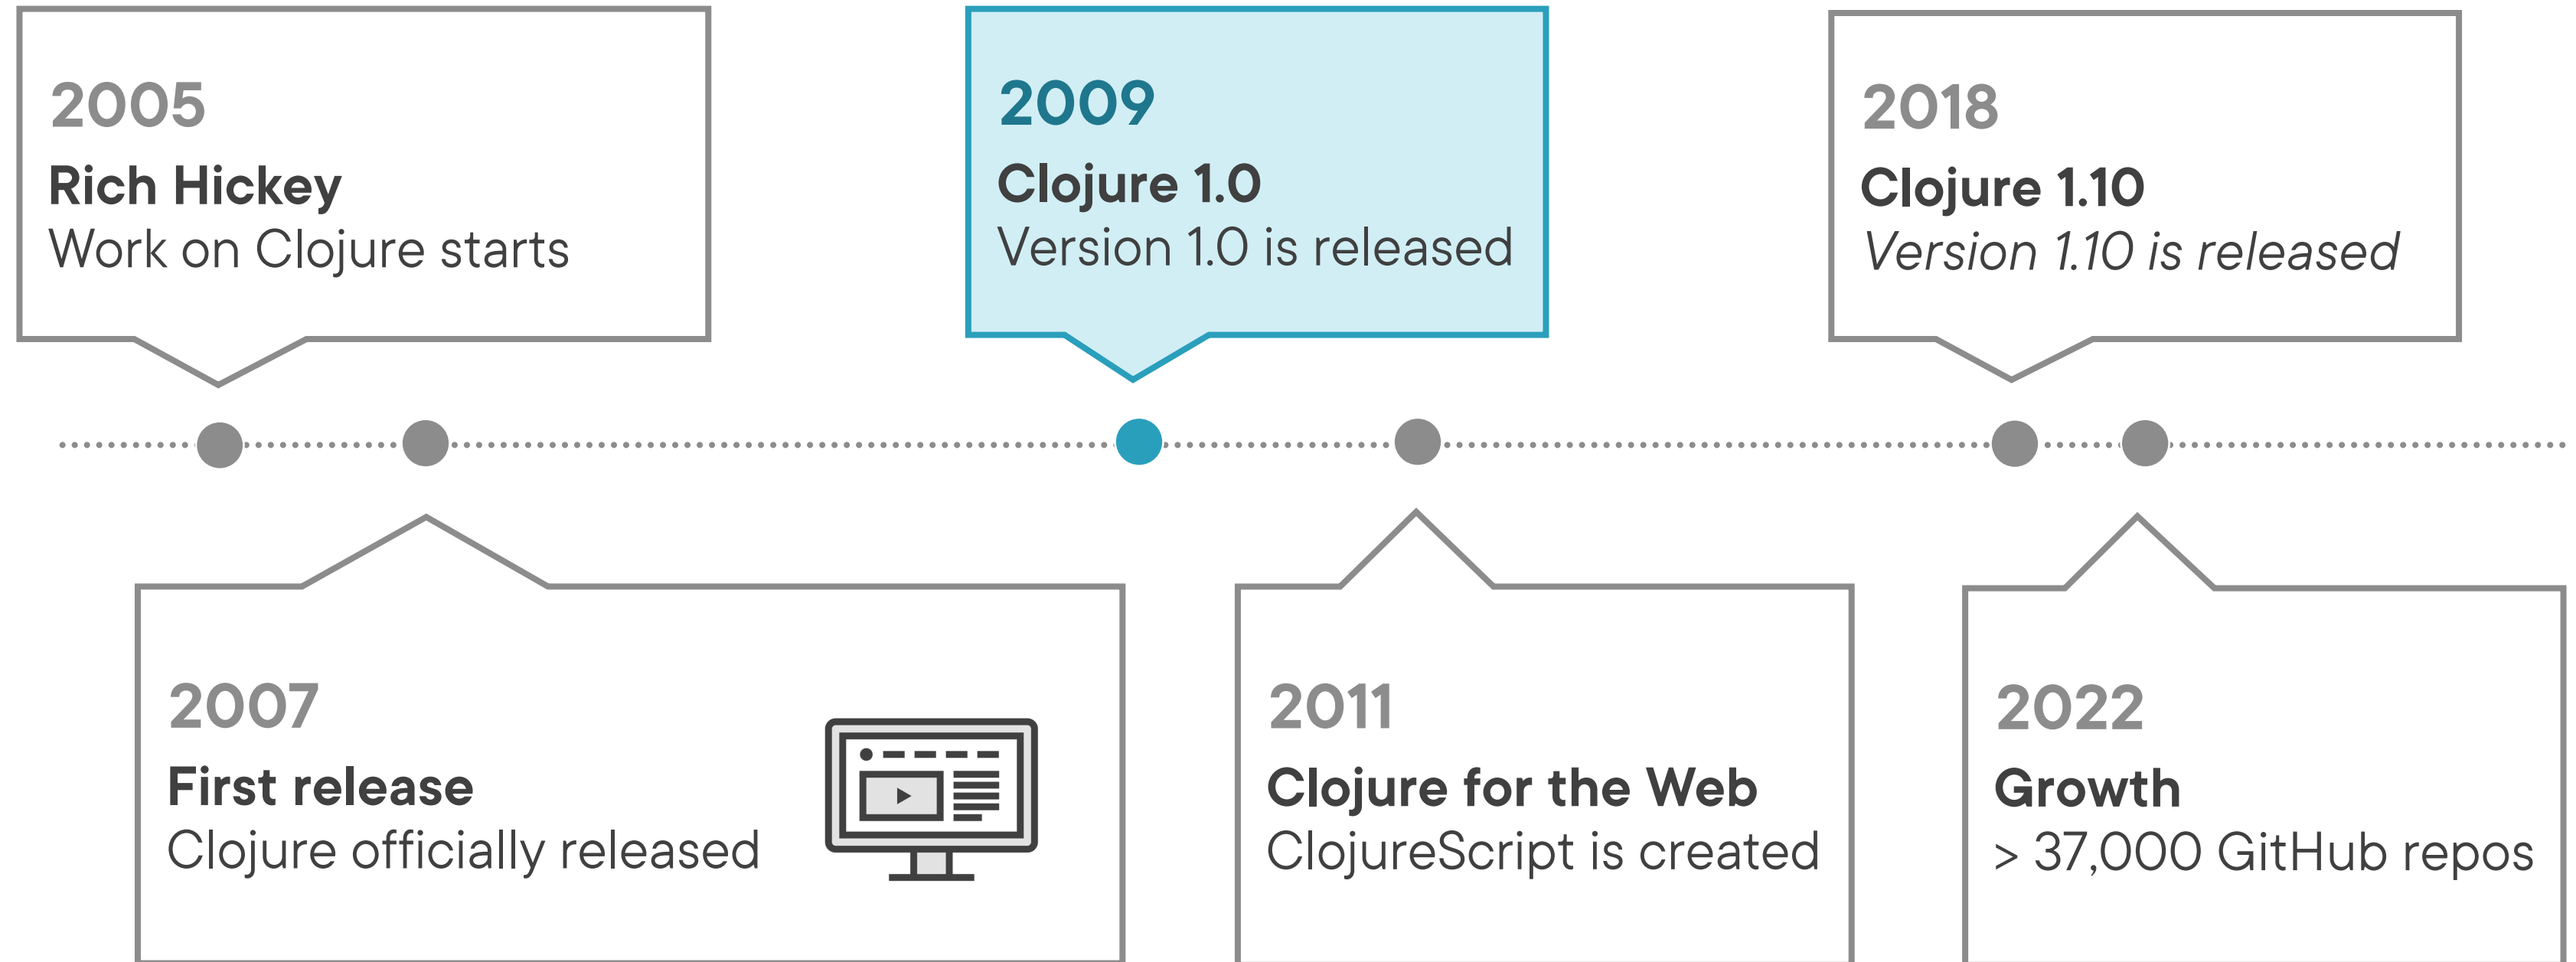 2005
Rich Hickey
Work on Clojure starts
2009
Clojure 1.0
Version 1.0 is released
2018
Clojure 1.10
Version 1.10 is released
2007
First release
Clojure officially released
2011
Clojure for the Web
ClojureScript is created
2022
Growth
> 37,000 GitHub repos